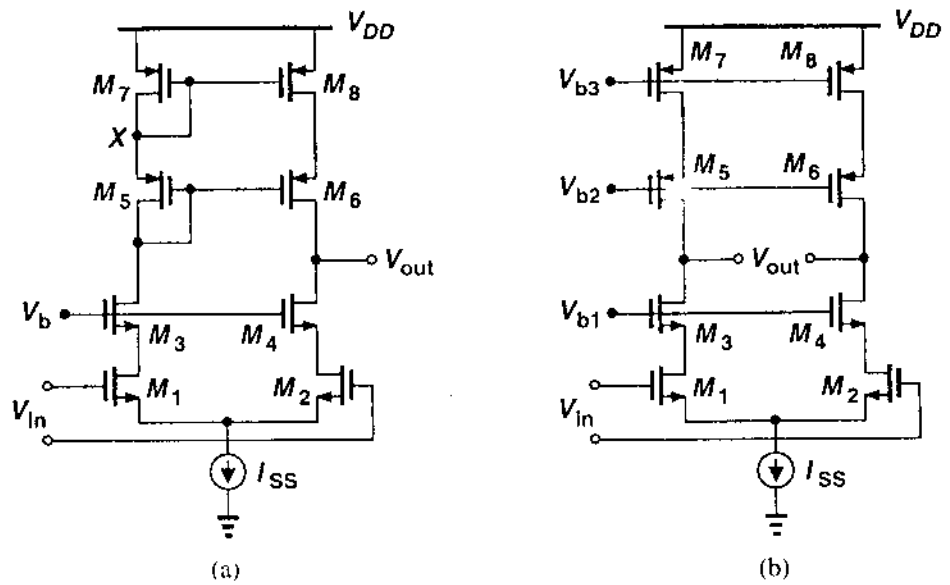 V_DD
M_7
M_8
X
M_5
M_6
V_out
V_b
M_3
M_4
M_1
M_2
V_in
I_SS
(a)
V_DD
M_7
M_8
V_b3
M_5
M_6
V_b2
V_out
V_b1
M_3
M_4
M_1
M_2
V_in
I_SS
(b)